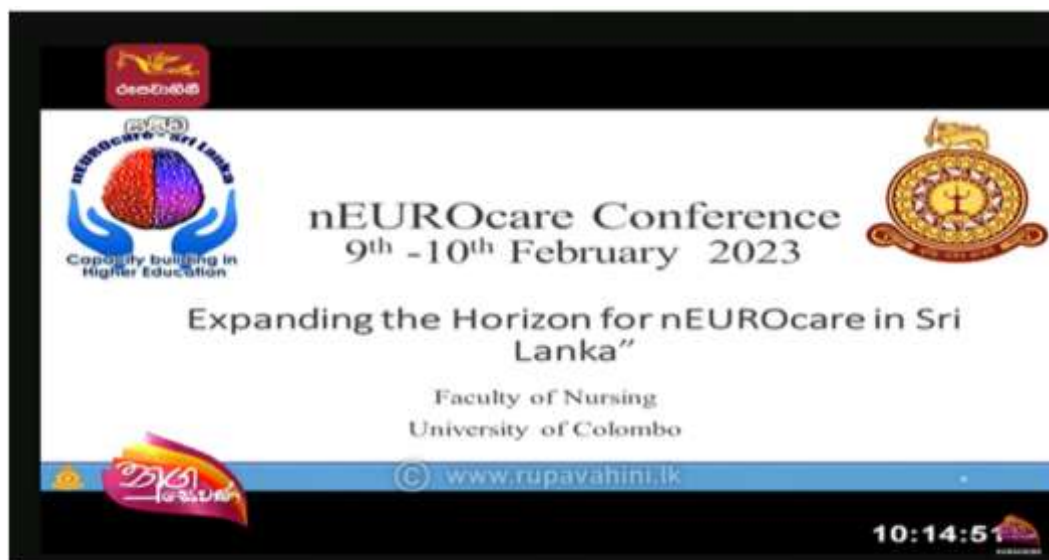 රූපවාහිනී
nEUROcare - Sri Lanka
Capacity building in
Higher Education
nEUROcare Conference
9th -10th February 2023
Expanding the Horizon for nEUROcare in Sri
Lanka”
Faculty of Nursing
University of Colombo
© www.rupavahini.lk
10:14:51